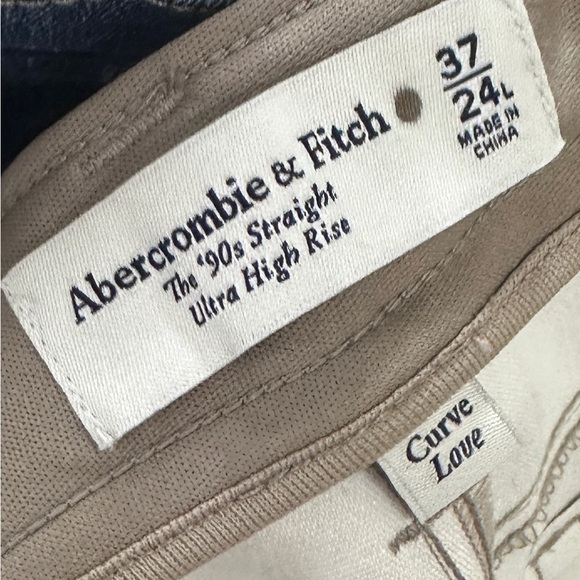 Abercrombie & Fitch
The '90s Straight
Ultra High Rise
37
24L
MADE IN
CHINA
Curve
Love